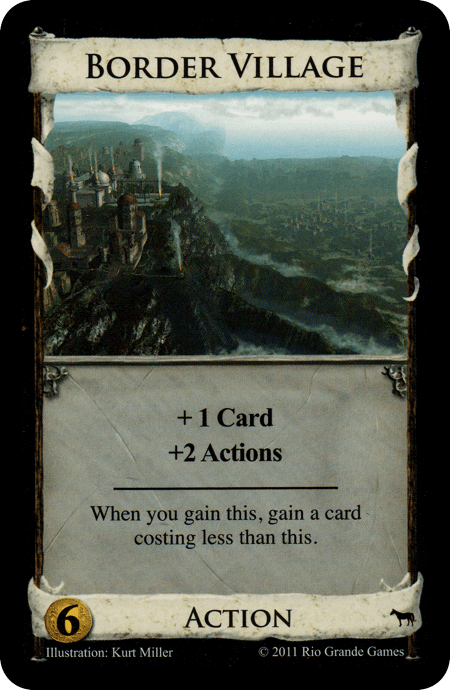 BORDER VILLAGE
+ 1 Card
+2 Actions
When you gain this, gain a card
costing less than this.
6
ACTION
Illustration: Kurt Miller
© 2011 Rio Grande Games